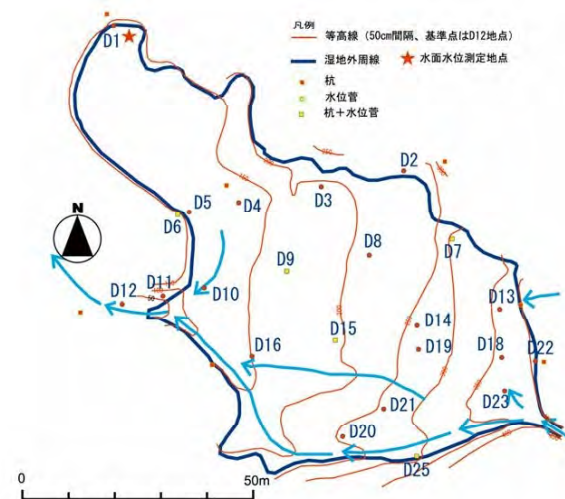 凡例
等高線（50cm間隔、基準点はD12地点）
湿地外周線
水面水位測定地点
杭
水位菅
杭＋水位菅
D1
D2
D3
D4
D5
D6
D7
D8
D9
N
D10
D11
D12
50
D13
D14
D15
D16
D18
D19
D20
D21
D22
D23
D25
0
50m